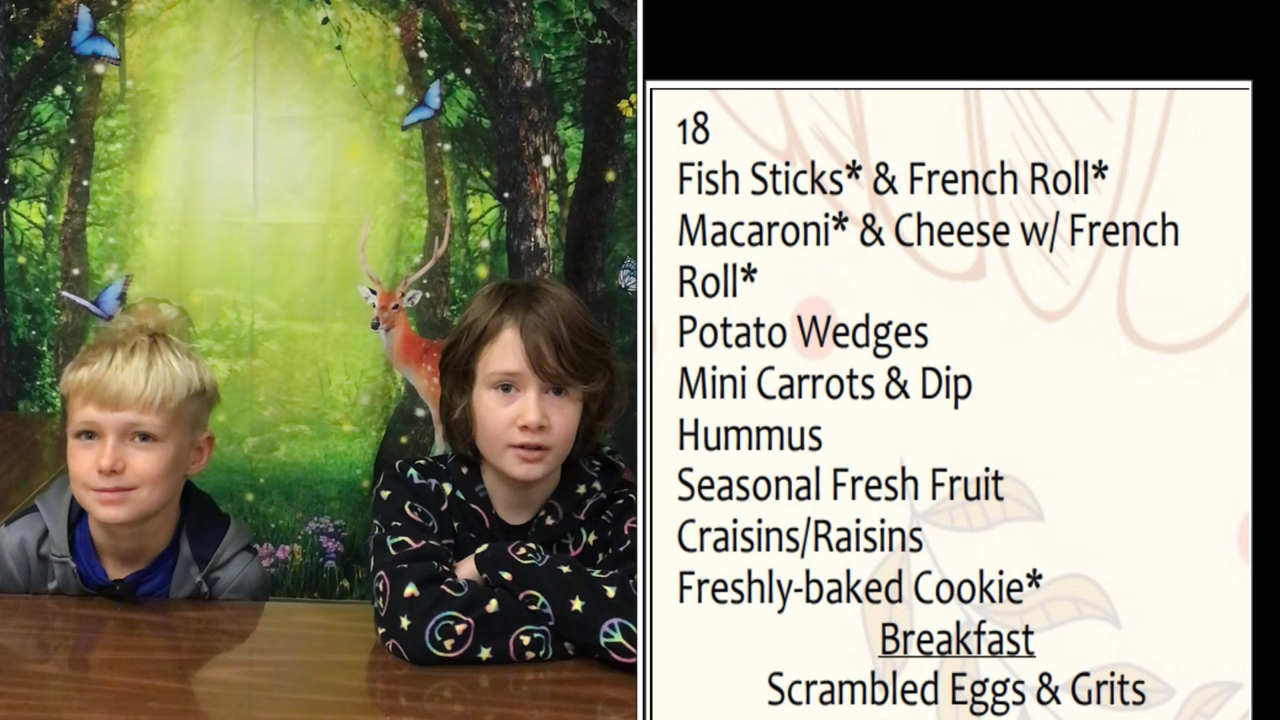 18
Fish Sticks* & French Roll*
Macaroni* & Cheese w/ French
Roll*
Potato Wedges
Mini Carrots & Dip
Hummus
Seasonal Fresh Fruit
Craisins/Raisins
Freshly-baked Cookie*
Breakfast
Scrambled Eggs & Grits